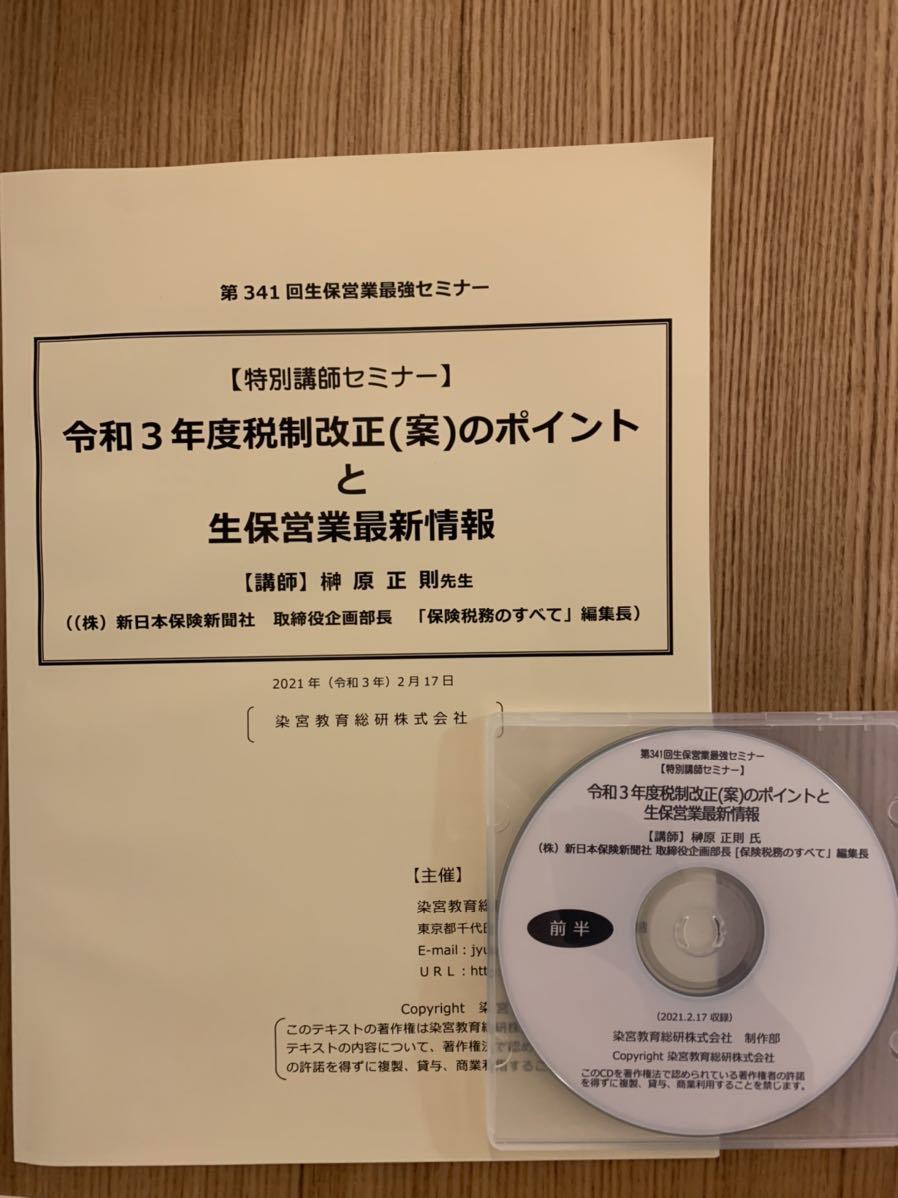 第341回生保営業最強セミナー
【特別講師セミナー】
令和３年度税制改正(案)のポイント
と
生保営業最新情報
【講師】榊 原 正 則先生
((株）新日本保険新聞社　取締役企画部長　「保険税務のすべて」編集長）
2021年（令和３年）２月17日
染宮教育総研株式会社
【主催】
染宮教育総
東京都千代田
E-mail：jy
ＵＲＬ：htt
Copyright　染宮
このテキストの著作権は染宮教育総研
テキストの内容について、著作権法で認め
の許諾を得ずに複製、貸与、商業利用するこ
第341回生保営業最強セミナー
【特別講師セミナー】
令和３年度税制改正(案)のポイントと
生保営業最新情報
【講師】榊原 正則 氏
（株）新日本保険新聞社 取締役企画部長 [保険税務のすべて」編集長
前半
（2021.2.17 収録）
染宮教育総研株式会社　制作部
Copyright 染宮教育総研株式会社
このCDを著作権法で認められている著作権者の許諾
を得ずに複製、貸与、商業利用することを禁じます。